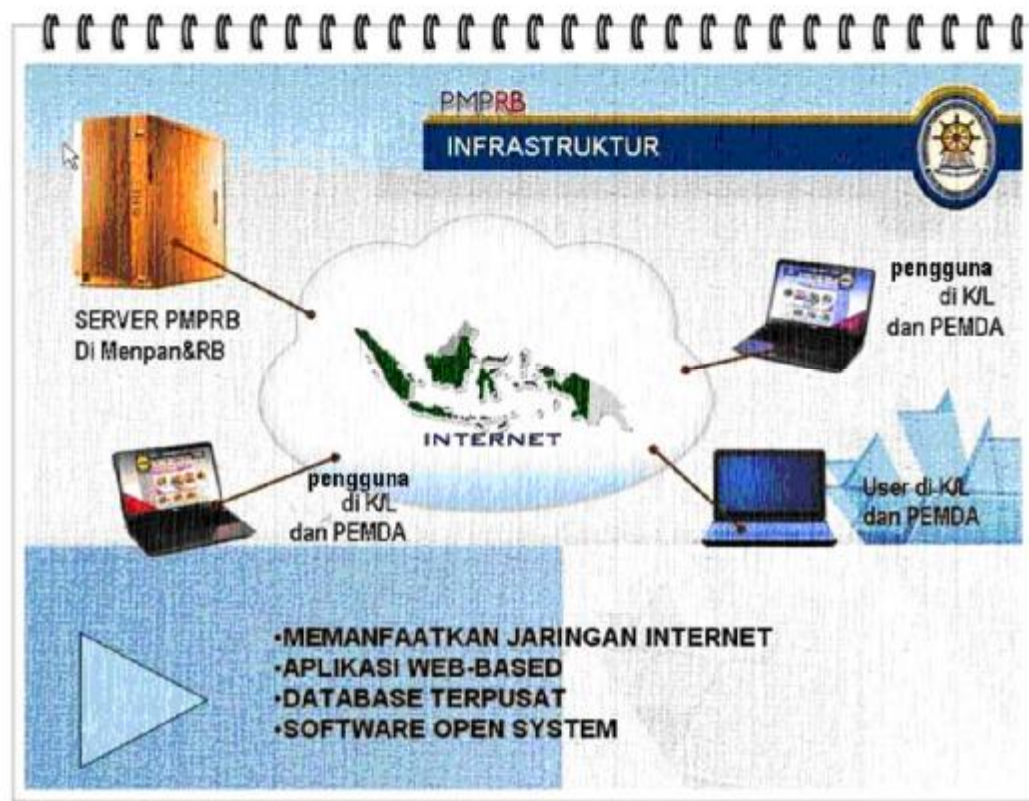 PMPRB
INFRASTRUKTUR
SERVER PMPRB
Di Menpan&RB
pengguna
di K/L
dan PEMDA
INTERNET
pengguna
di K/L
dan PEMDA
User di K/L
dan PEMDA
•MEMANFAATKAN JARINGAN INTERNET
•APLIKASI WEB-BASED
•DATABASE TERPUSAT
•SOFTWARE OPEN SYSTEM